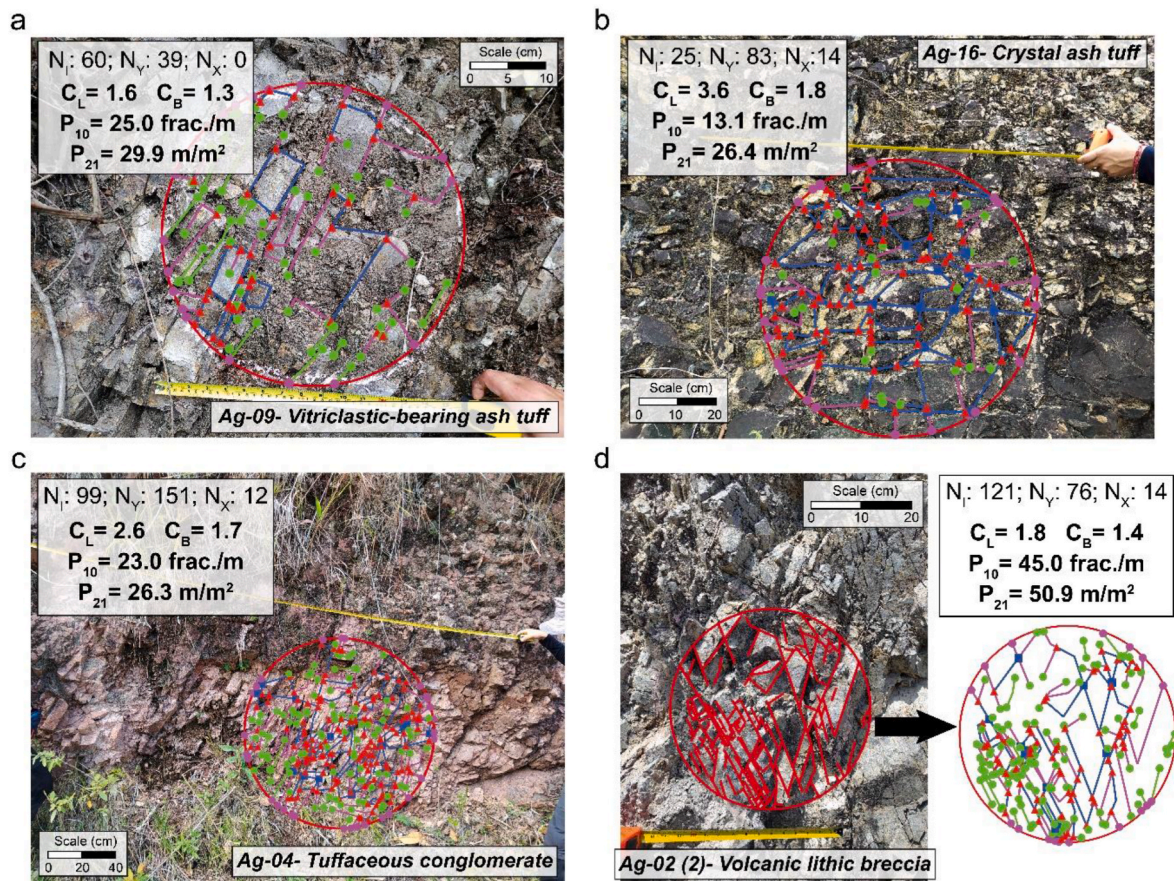 a
N_I: 60; N_Y: 39; N_X: 0
C_L= 1.6 C_B= 1.3
P_10= 25.0 frac./m
P_21= 29.9 m/m²
Scale (cm)
0 5 10
Ag-09- Vitriclastic-bearing ash tuff
b
N_I: 25; N_Y: 83; N_X:14
C_L= 3.6 C_B= 1.8
P_10= 13.1 frac./m
P_21= 26.4 m/m²
Ag-16- Crystal ash tuff
Scale (cm)
0 10 20
c
N_I: 99; N_Y: 151; N_X: 12
C_L= 2.6 C_B= 1.7
P_10= 23.0 frac./m
P_21= 26.3 m/m²
Scale (cm)
0 20 40
Ag-04- Tuffaceous conglomerate
d
Scale (cm)
0 10 20
N_I: 121; N_Y: 76; N_X: 14
C_L= 1.8 C_B= 1.4
P_10= 45.0 frac./m
P_21= 50.9 m/m²
Ag-02 (2)- Volcanic lithic breccia